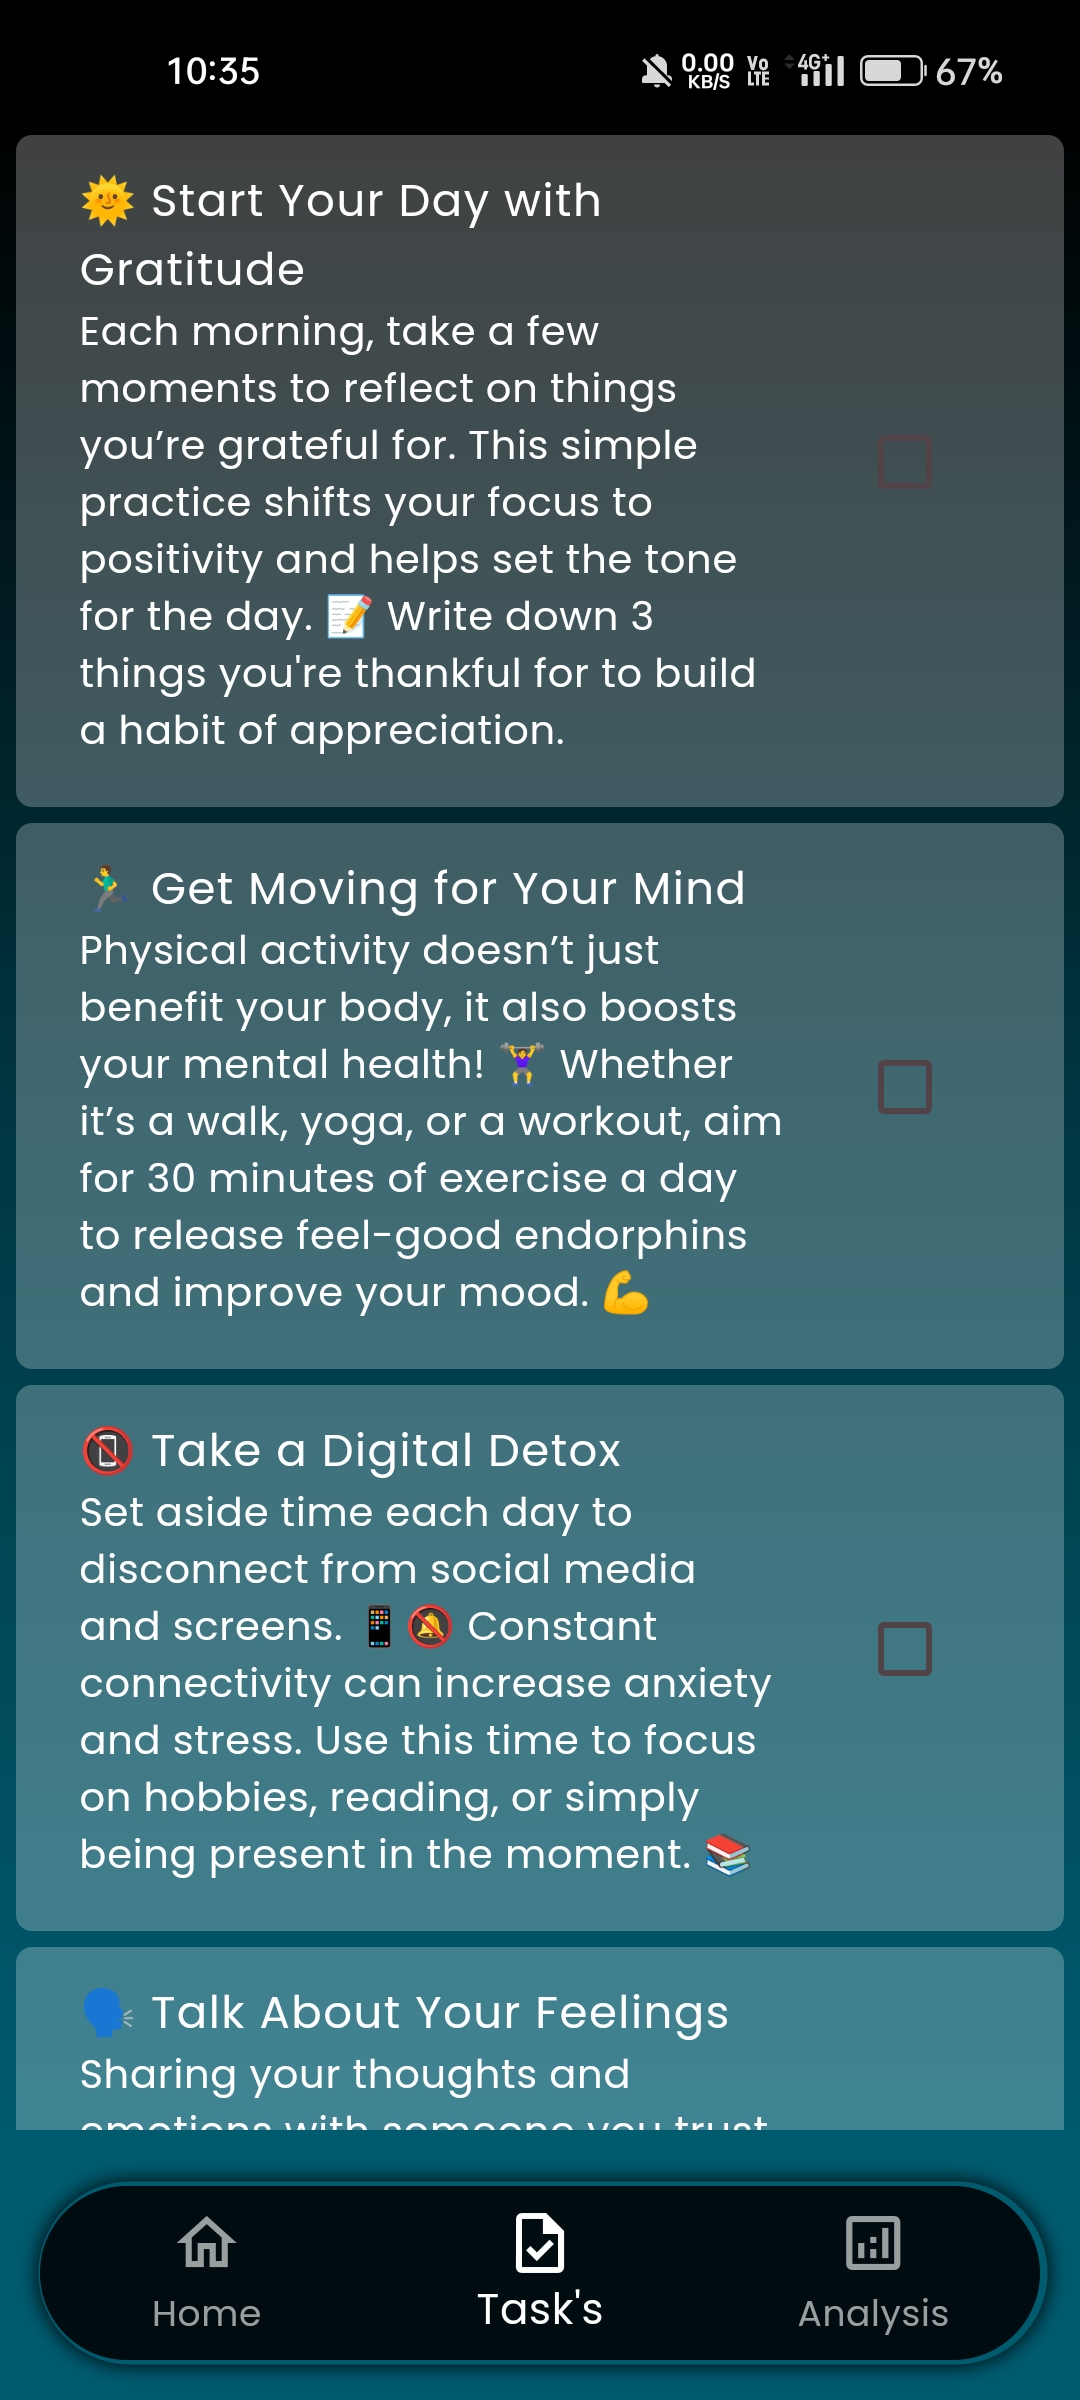 10:35
0.00
KB/S
Vo
LTE
4G+
67%
🌞 Start Your Day with
Gratitude
Each morning, take a few
moments to reflect on things
you’re grateful for. This simple
practice shifts your focus to
positivity and helps set the tone
for the day. 📝 Write down 3
things you're thankful for to build
a habit of appreciation.
🏃‍♂️ Get Moving for Your Mind
Physical activity doesn’t just
benefit your body, it also boosts
your mental health! 🏋️‍♀️ Whether
it’s a walk, yoga, or a workout, aim
for 30 minutes of exercise a day
to release feel-good endorphins
and improve your mood. 💪
📵 Take a Digital Detox
Set aside time each day to
disconnect from social media
and screens. 📱🔕 Constant
connectivity can increase anxiety
and stress. Use this time to focus
on hobbies, reading, or simply
being present in the moment. 📚
🗣️ Talk About Your Feelings
Sharing your thoughts and
emotions with someone you trust
Home
Task's
Analysis